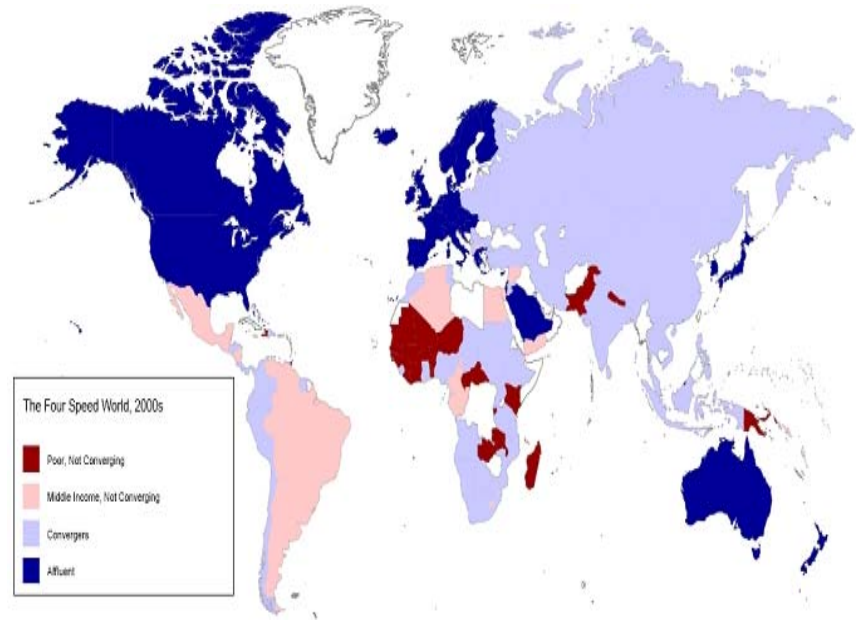 The Four Speed World, 2000s
Poor, Not Converging
Middle Income, Not Converging
Convergers
Affluent